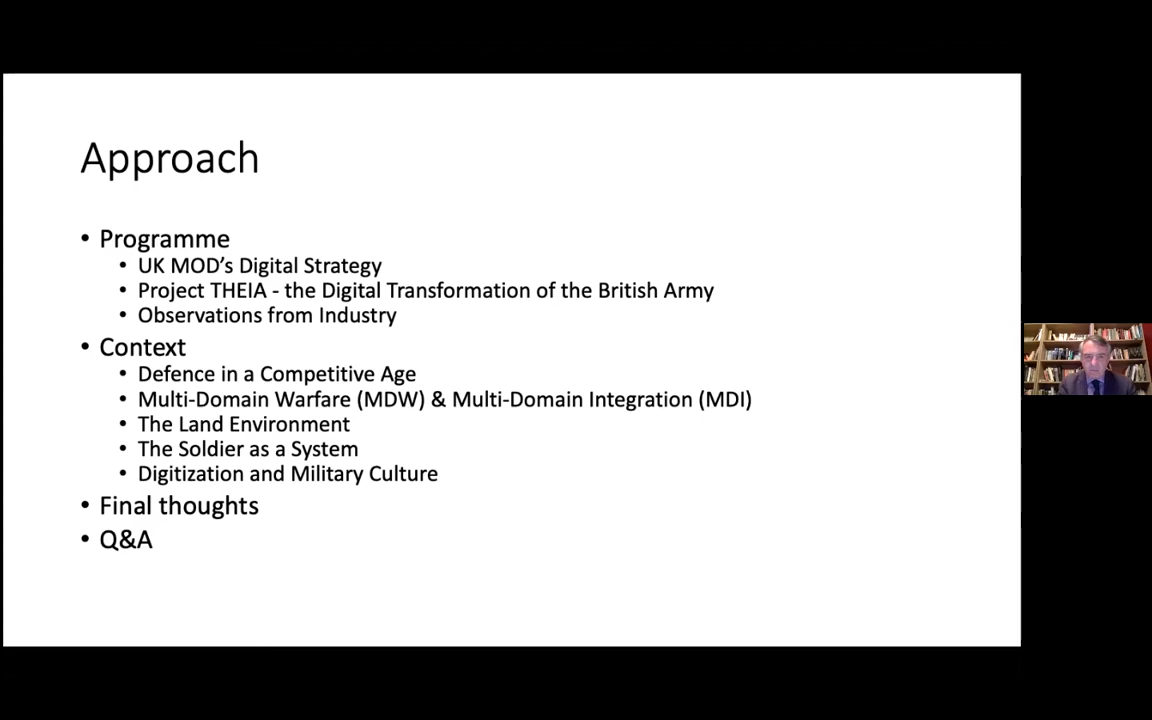 Approach
• Programme
• UK MOD's Digital Strategy
• Project THEIA - the Digital Transformation of the British Army
• Observations from Industry
• Context
• Defence in a Competitive Age
• Multi-Domain Warfare (MDW) & Multi-Domain Integration (MDI)
• The Land Environment
• The Soldier as a System
• Digitization and Military Culture
• Final thoughts
• Q&A